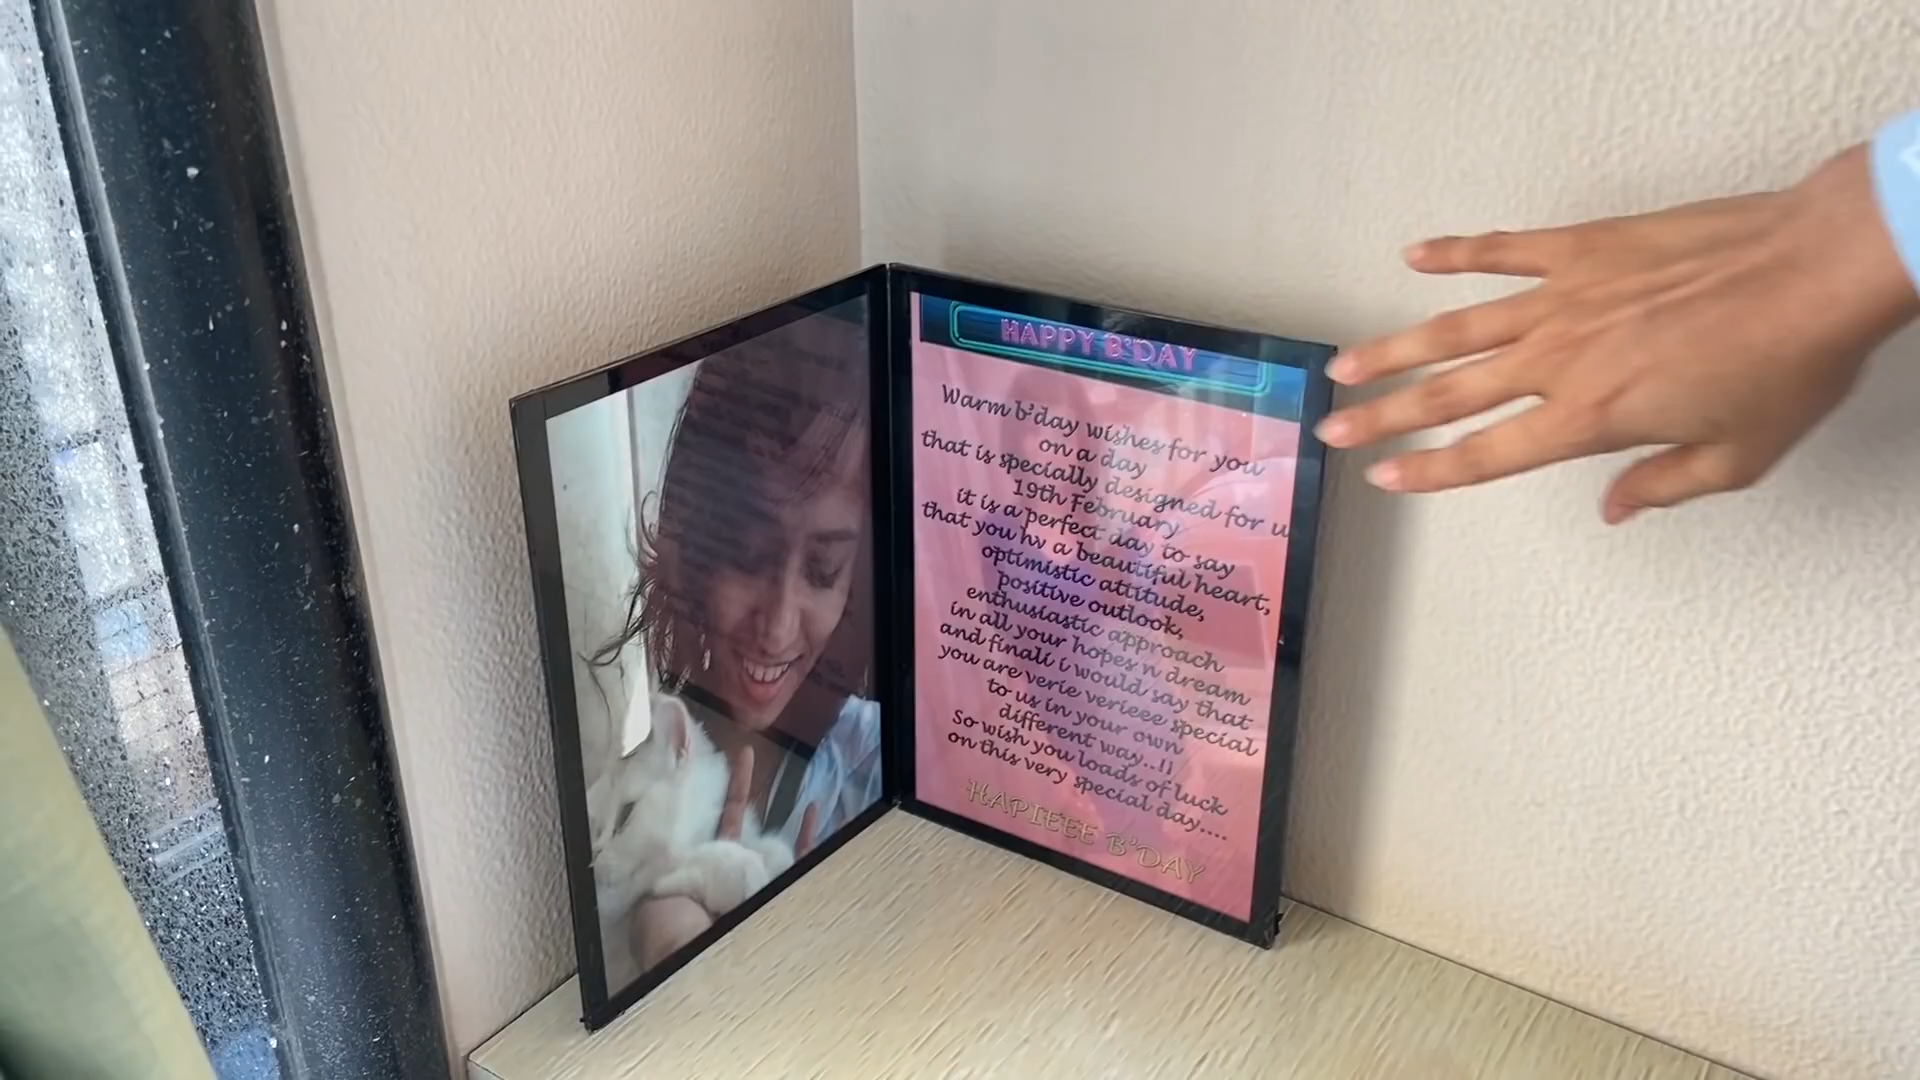 HAPPY B'DAY
Warm b'day wishes for you
on a day
that is specially designed for u
19th February
it is a perfect day to say
that you hv a beautiful heart,
optimistic attitude,
positive outlook,
enthusiastic approach
in all your hopes n dream
and finali i would say that
you are verie verieee special
to us in your own
different way..!!
So wish you loads of luck
on this very special day....
HAPIEEE B'DAY